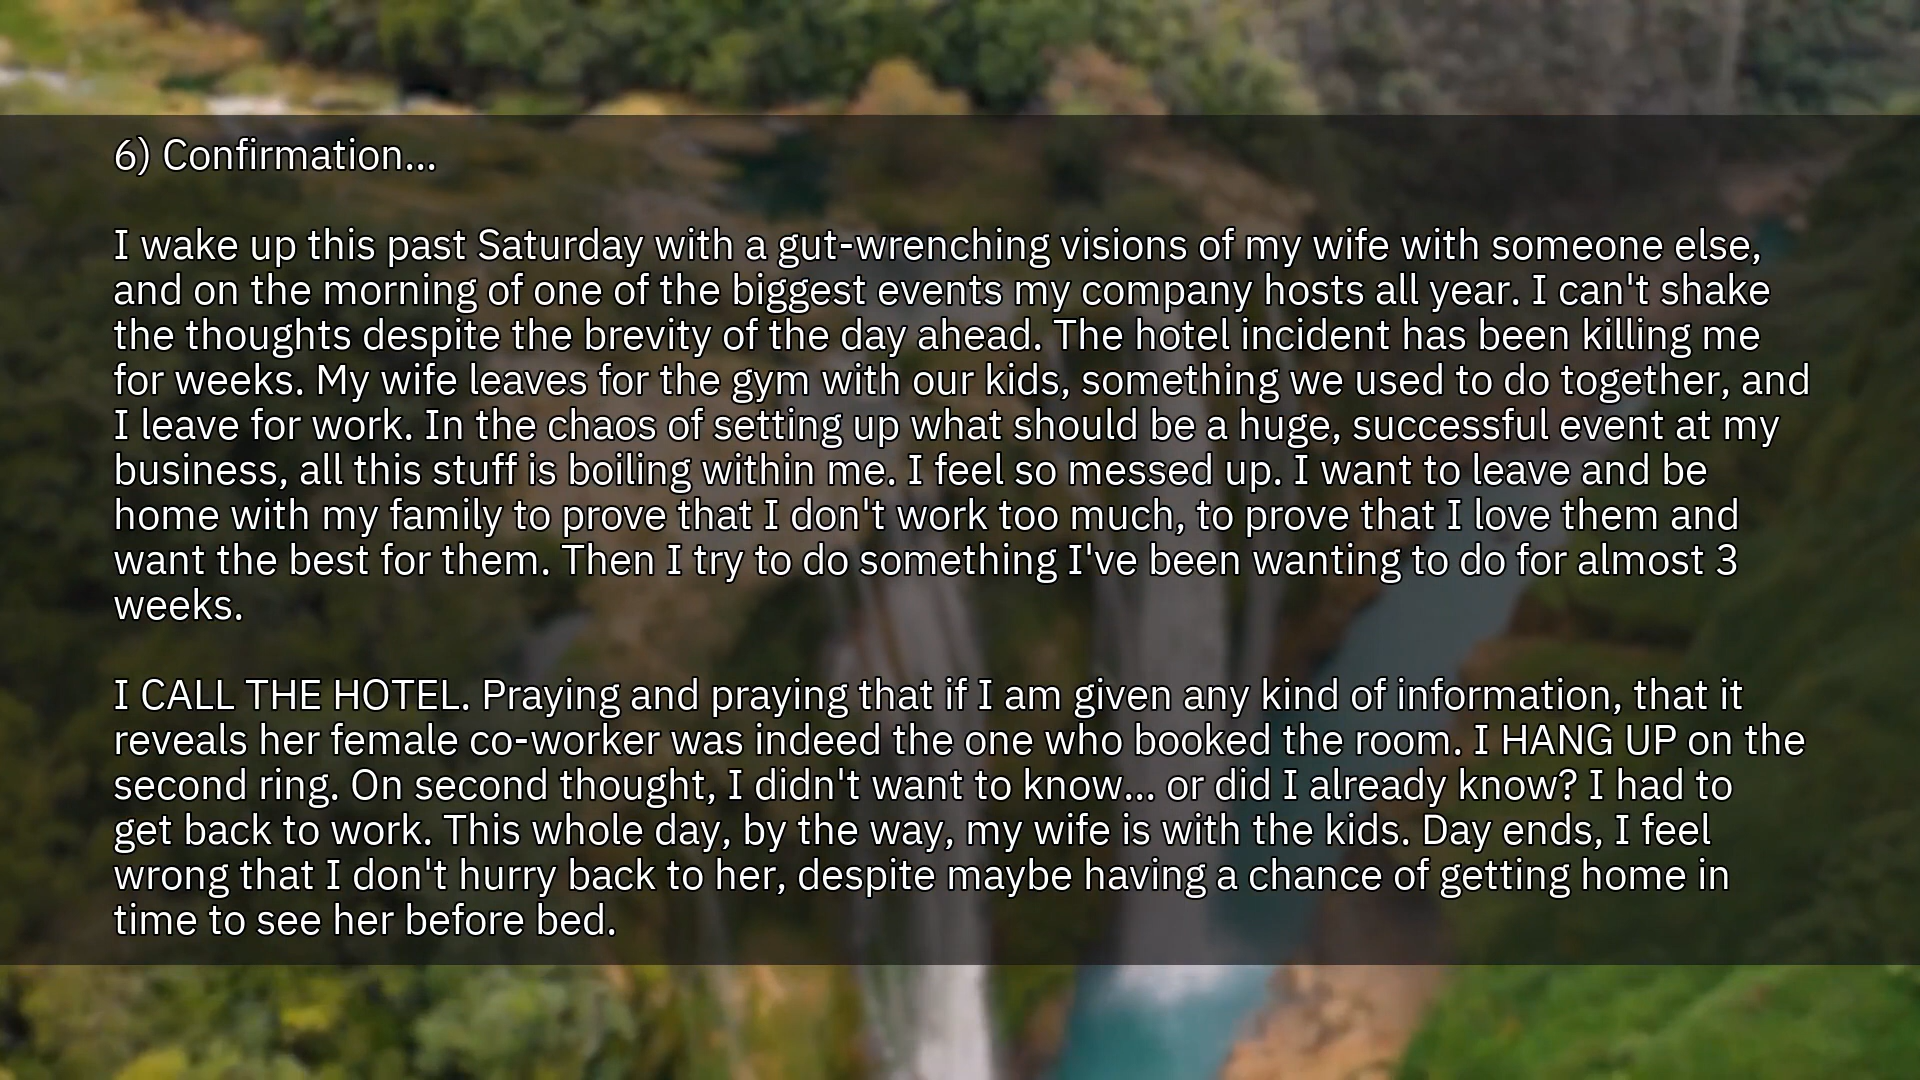 6) Confirmation...
I wake up this past Saturday with a gut-wrenching visions of my wife with someone else,
and on the morning of one of the biggest events my company hosts all year. I can't shake
the thoughts despite the brevity of the day ahead. The hotel incident has been killing me
for weeks. My wife leaves for the gym with our kids, something we used to do together, and
I leave for work. In the chaos of setting up what should be a huge, successful event at my
business, all this stuff is boiling within me. I feel so messed up. I want to leave and be
home with my family to prove that I don't work too much, to prove that I love them and
want the best for them. Then I try to do something I've been wanting to do for almost 3
weeks.
I CALL THE HOTEL. Praying and praying that if I am given any kind of information, that it
reveals her female co-worker was indeed the one who booked the room. I HANG UP on the
second ring. On second thought, I didn't want to know... or did I already know? I had to
get back to work. This whole day, by the way, my wife is with the kids. Day ends, I feel
wrong that I don't hurry back to her, despite maybe having a chance of getting home in
time to see her before bed.